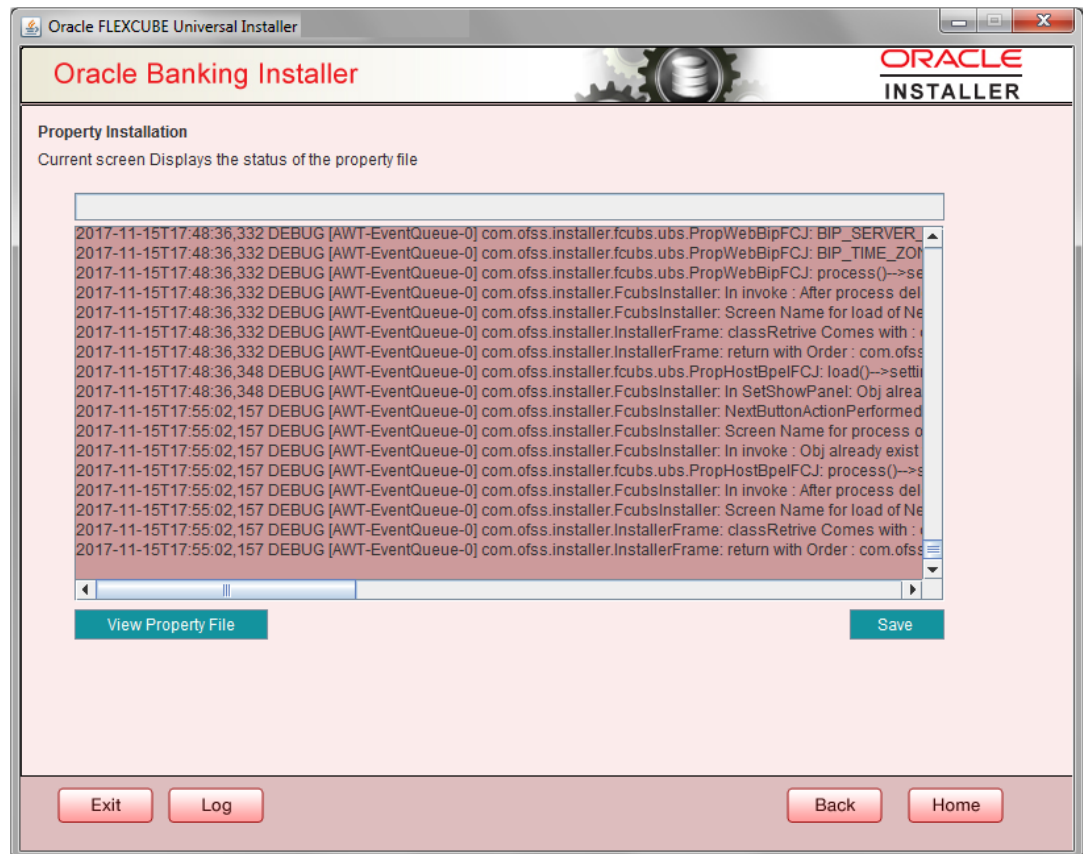 Oracle FLEXCUBE Universal Installer
Oracle Banking Installer
ORACLE
INSTALLER
Property Installation
Current screen Displays the status of the property file
2017-11-15T17:48:36,332 DEBUG [AWT-EventQueue-0] com.ofss.installer.fcubs.ubs.PropWebBipFCJ: BIP_SERVER_
2017-11-15T17:48:36,332 DEBUG [AWT-EventQueue-0] com.ofss.installer.fcubs.ubs.PropWebBipFCJ: BIP_TIME_ZON
2017-11-15T17:48:36,332 DEBUG [AWT-EventQueue-0] com.ofss.installer.fcubs.ubs.PropWebBipFCJ: process()-->se
2017-11-15T17:48:36,332 DEBUG [AWT-EventQueue-0] com.ofss.installer.FcubsInstaller: In invoke : After process del
2017-11-15T17:48:36,332 DEBUG [AWT-EventQueue-0] com.ofss.installer.FcubsInstaller: Screen Name for load of Ne
2017-11-15T17:48:36,332 DEBUG [AWT-EventQueue-0] com.ofss.installer.InstallerFrame: classRetrive Comes with :
2017-11-15T17:48:36,332 DEBUG [AWT-EventQueue-0] com.ofss.installer.InstallerFrame: return with Order : com.ofss
2017-11-15T17:48:36,348 DEBUG [AWT-EventQueue-0] com.ofss.installer.fcubs.ubs.PropHostBpelFCJ: load()-->settin
2017-11-15T17:48:36,348 DEBUG [AWT-EventQueue-0] com.ofss.installer.FcubsInstaller: In SetShowPanel: Obj alrea
2017-11-15T17:55:02,157 DEBUG [AWT-EventQueue-0] com.ofss.installer.FcubsInstaller: NextButtonActionPerformed
2017-11-15T17:55:02,157 DEBUG [AWT-EventQueue-0] com.ofss.installer.FcubsInstaller: Screen Name for process o
2017-11-15T17:55:02,157 DEBUG [AWT-EventQueue-0] com.ofss.installer.FcubsInstaller: In invoke : Obj already exist
2017-11-15T17:55:02,157 DEBUG [AWT-EventQueue-0] com.ofss.installer.fcubs.ubs.PropHostBpelFCJ: process()-->s
2017-11-15T17:55:02,157 DEBUG [AWT-EventQueue-0] com.ofss.installer.FcubsInstaller: In invoke : After process del
2017-11-15T17:55:02,157 DEBUG [AWT-EventQueue-0] com.ofss.installer.FcubsInstaller: Screen Name for load of Ne
2017-11-15T17:55:02,157 DEBUG [AWT-EventQueue-0] com.ofss.installer.InstallerFrame: classRetrive Comes with :
2017-11-15T17:55:02,157 DEBUG [AWT-EventQueue-0] com.ofss.installer.InstallerFrame: return with Order : com.ofss
View Property File
Save
Exit
Log
Back
Home